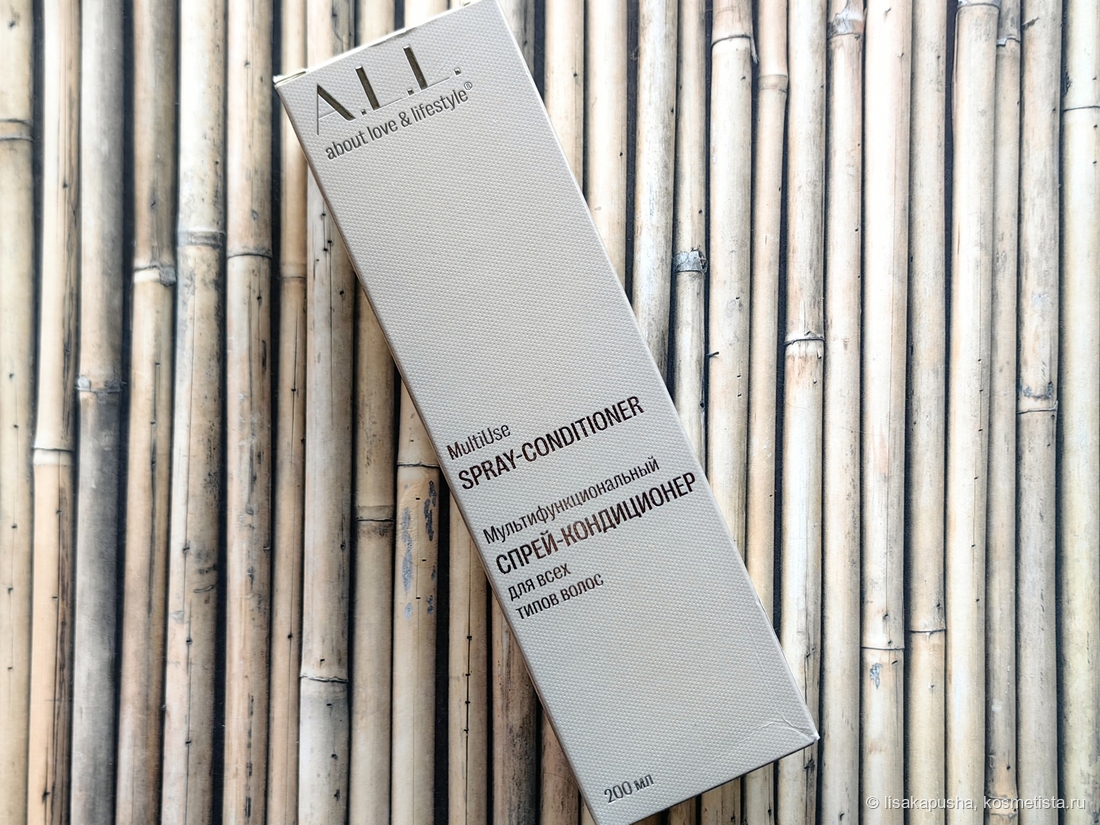 A.L.L.
about love & lifestyle®
MultiUse
SPRAY-CONDITIONER
Мультифункциональный
СПРЕЙ-КОНДИЦИОНЕР
для всех
типов волос
200 мл
© lisakapusha, kosmetista.ru